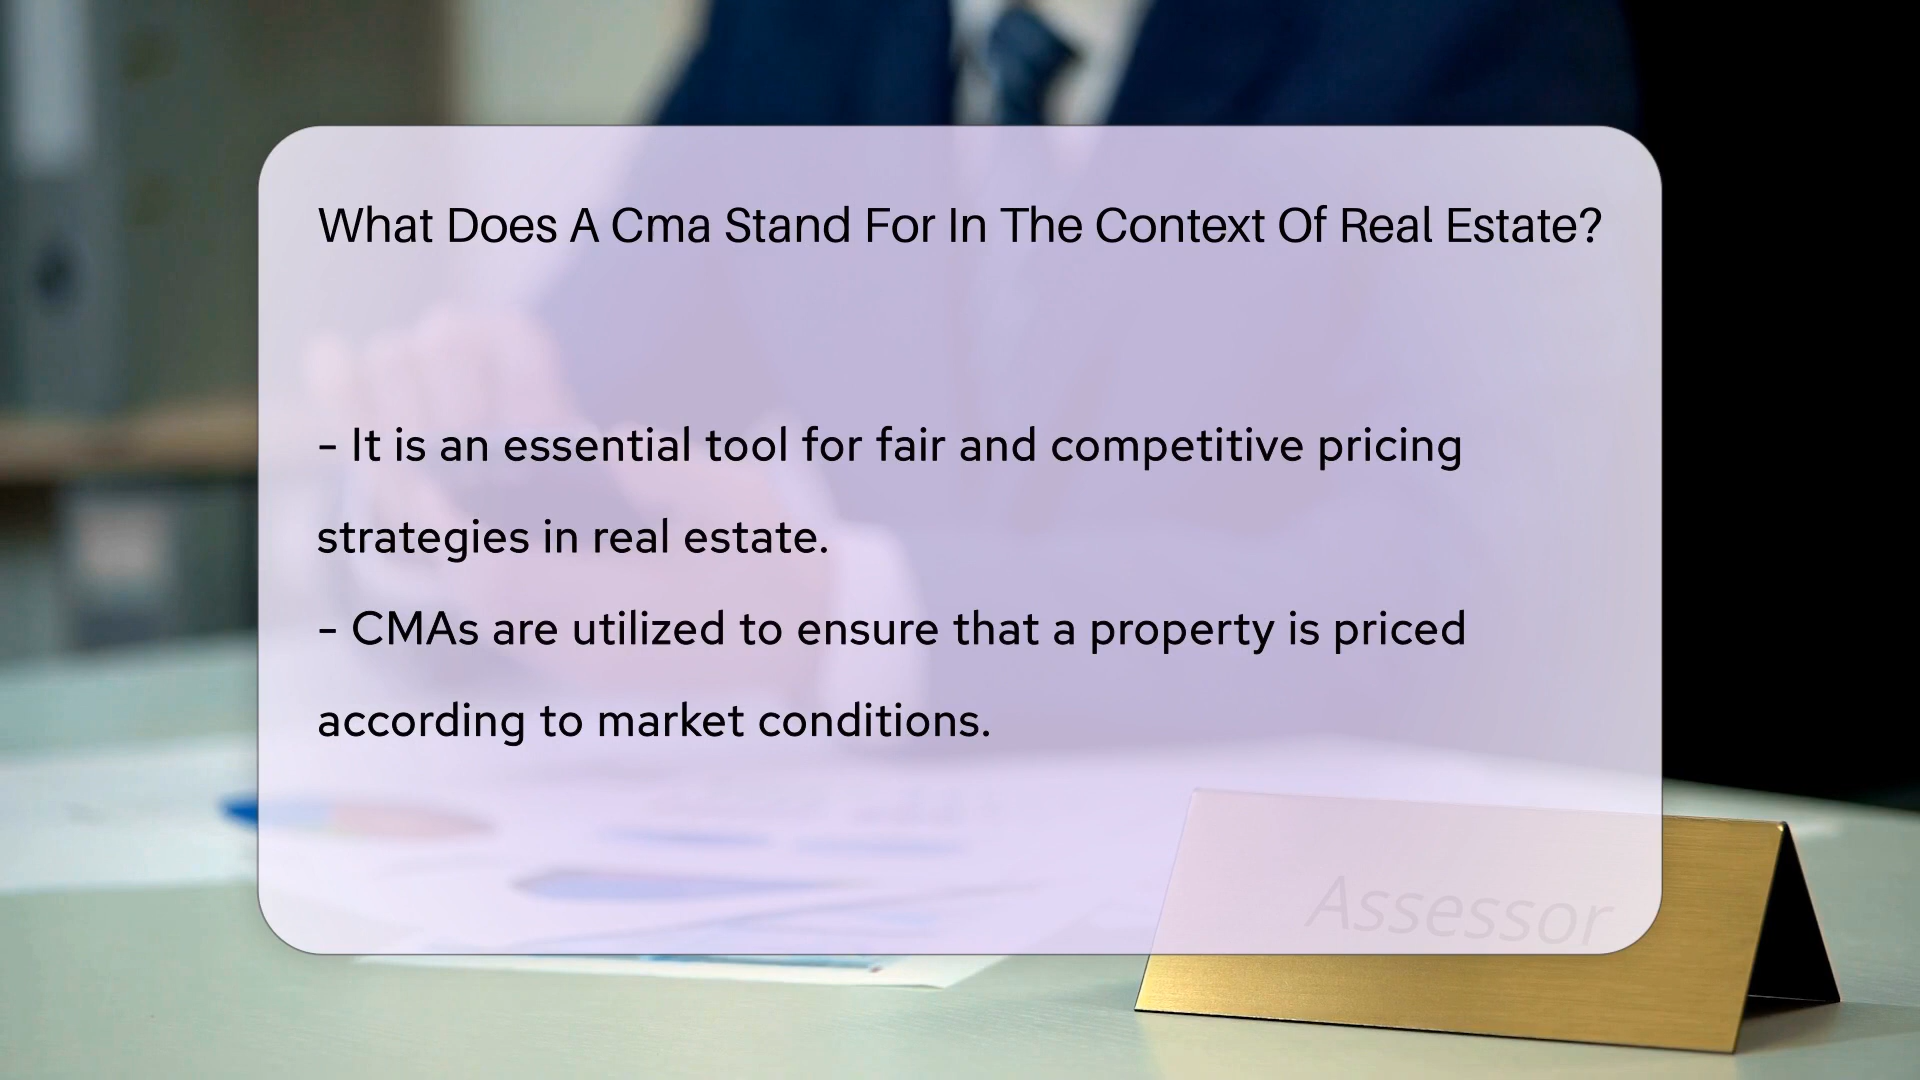 What Does A Cma Stand For In The Context Of Real Estate?
- It is an essential tool for fair and competitive pricing
strategies in real estate.
- CMAs are utilized to ensure that a property is priced
according to market conditions.
Assessor